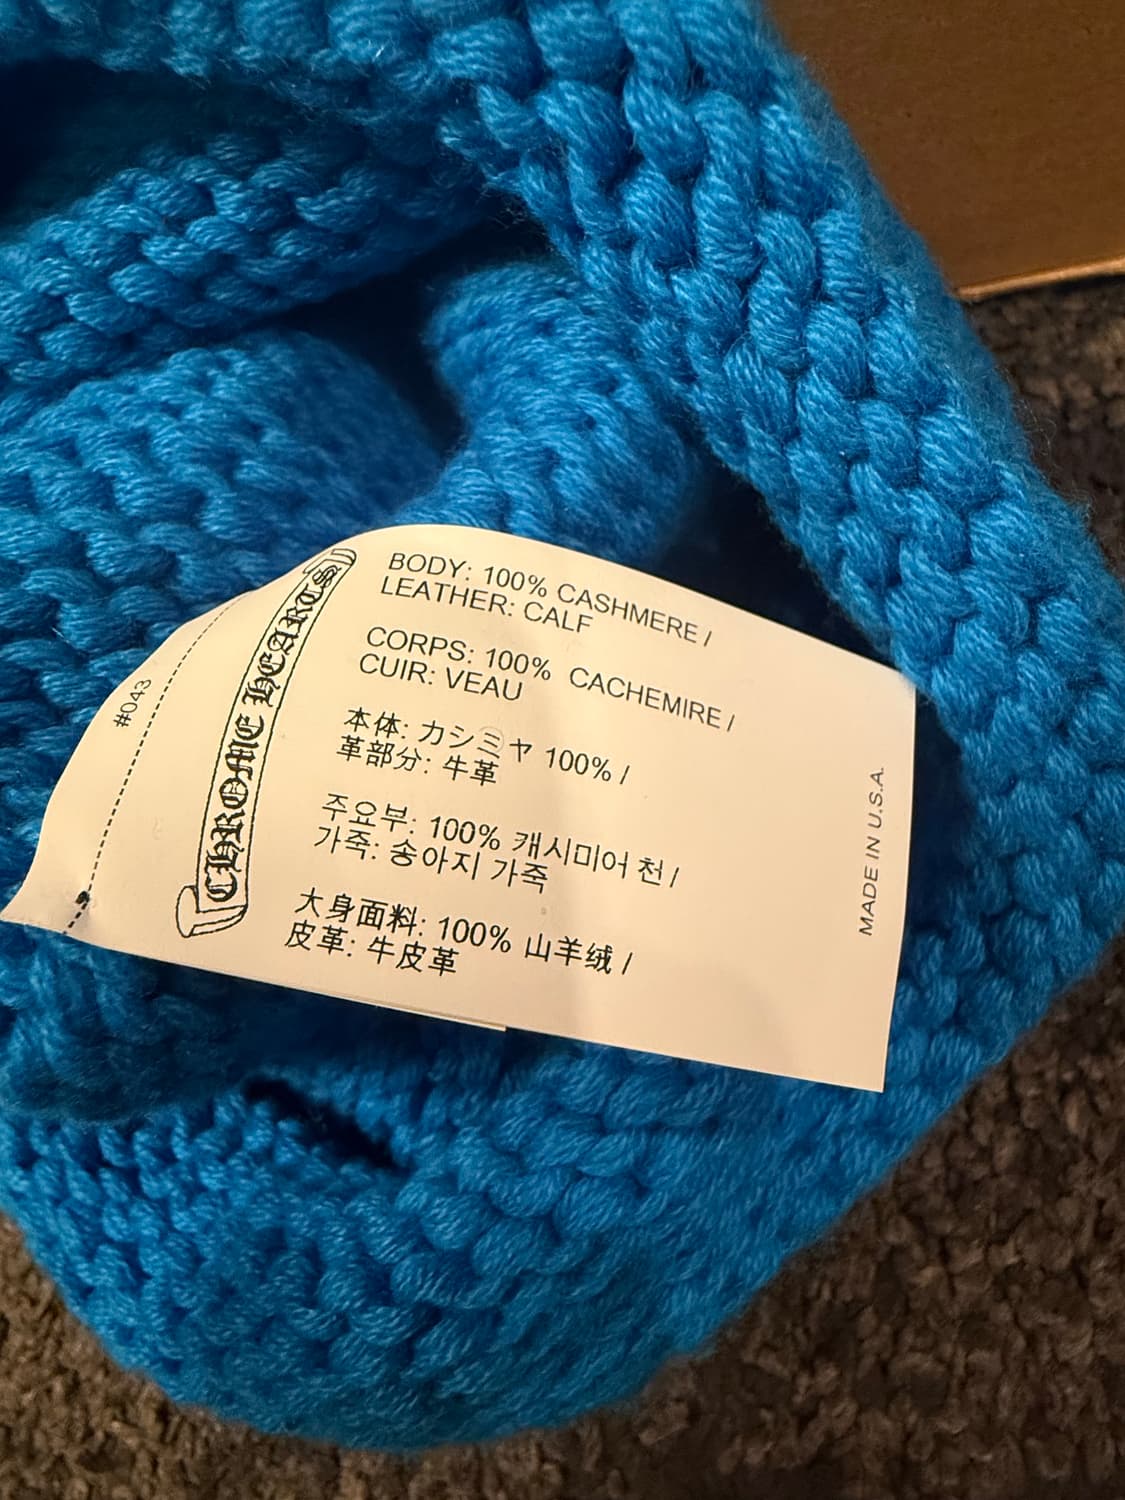 #043
CHROME HEARTS
BODY: 100% CASHMERE /
LEATHER: CALF
CORPS: 100% CACHEMIRE /
CUIR: VEAU
本体: カシミヤ 100% /
革部分: 牛革
주요부: 100% 캐시미어 천 /
가죽: 송아지 가죽
大身面料: 100% 山羊绒 /
皮革: 牛皮革
MADE IN U.S.A.